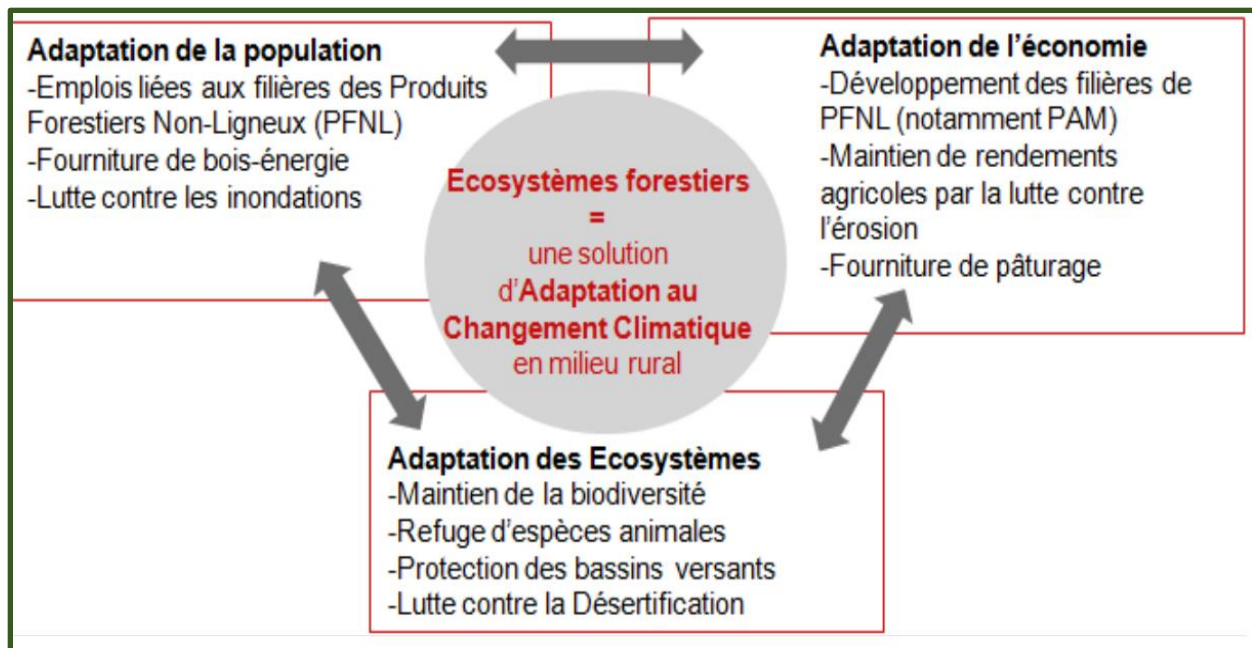 Adaptation de la population
-Emplois liées aux filières des Produits
Forestiers Non-Ligneux (PFNL)
-Fourniture de bois-énergie
-Lutte contre les inondations
Adaptation de l'économie
-Développement des filières de
PFNL (notamment PAM)
-Maintien de rendements
agricoles par la lutte contre
l'érosion
-Fourniture de pâturage
Ecosystèmes forestiers
=
une solution
d'Adaptation au
Changement Climatique
en milieu rural
Adaptation des Ecosystèmes
-Maintien de la biodiversité
-Refuge d'espèces animales
-Protection des bassins versants
-Lutte contre la Désertification